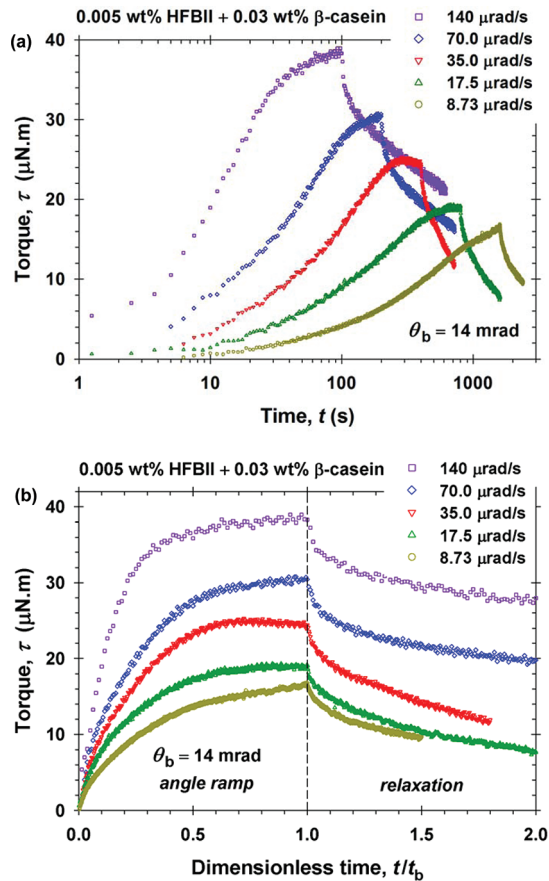 0.005 wt% HFBII + 0.03 wt% β-casein
(a)
140 μrad/s
70.0 μrad/s
35.0 μrad/s
17.5 μrad/s
8.73 μrad/s
Torque, τ (μN.m)
40
30
20
10
0
θb = 14 mrad
1 10 100 1000
Time, t (s)
0.005 wt% HFBII + 0.03 wt% β-casein
(b)
140 μrad/s
70.0 μrad/s
35.0 μrad/s
17.5 μrad/s
8.73 μrad/s
Torque, τ (μN.m)
40
30
20
10
0
θb = 14 mrad
angle ramp relaxation
0.0 0.5 1.0 1.5 2.0
Dimensionless time, t/tb